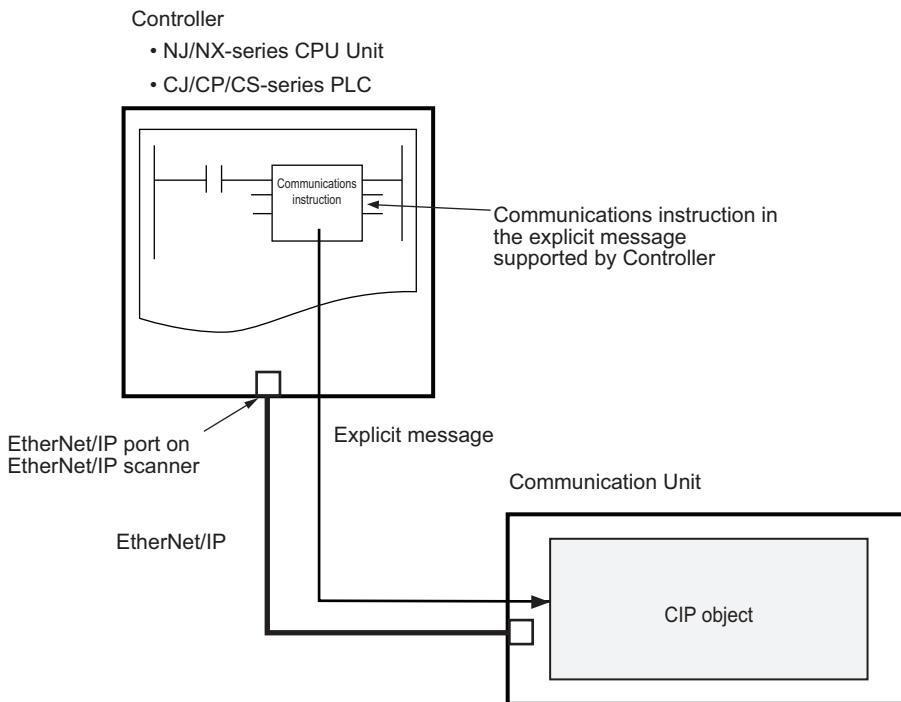 Controller
• NJ/NX-series CPU Unit
• CJ/CP/CS-series PLC
Communications
instruction
Communications instruction in
the explicit message
supported by Controller
EtherNet/IP port on
EtherNet/IP scanner
Explicit message
Communication Unit
EtherNet/IP
CIP object